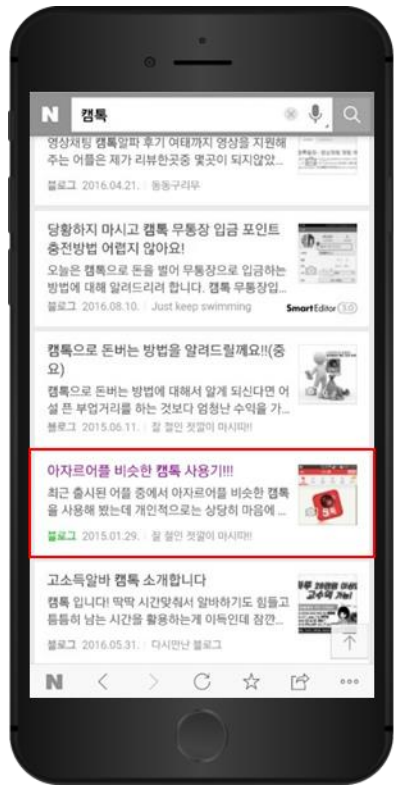 N 캠톡
영상채팅 캠톡알파 후기 여태까지 영상을 지원해
주는 어플은 제가 리뷰한곳중 몇곳이 되지않았...
블로그 2016.04.21. 동동구리무
당황하지 마시고 캠톡 무통장 입금 포인트
충전방법 어렵지 않아요!
오늘은 캠톡으로 돈을 벌어 무통장으로 입금하는
방법에 대해 알려드리려 합니다. 캠톡 무통장입...
블로그 2016.08.10. Just keep swimming SmartEditor 3.0
캠톡으로 돈버는 방법을 알려드릴께요!!(중
요)
캠톡으로 돈버는 방법에 대해서 알게 되신다면 어
설 픈 부업거리를 하는 것보다 엄청난 수익을 가...
블로그 2015.06.11. 잘 절인 젓깔이 마시따!!
아자르어플 비슷한 캠톡 사용기!!!
최근 출시된 어플 중에서 아자르어플 비슷한 캠톡
을 사용해 봤는데 개인적으로는 상당히 마음에 ...
블로그 2015.01.29. 잘 절인 젓깔이 마시따!!
고소득알바 캠톡 소개합니다
캠톡 입니다! 딱딱 시간맞춰서 알바하기도 힘들고
틈틈히 남는 시간을 활용하는게 이득인데 잠깐...
블로그 2016.05.31. 다시만난 블로그
N